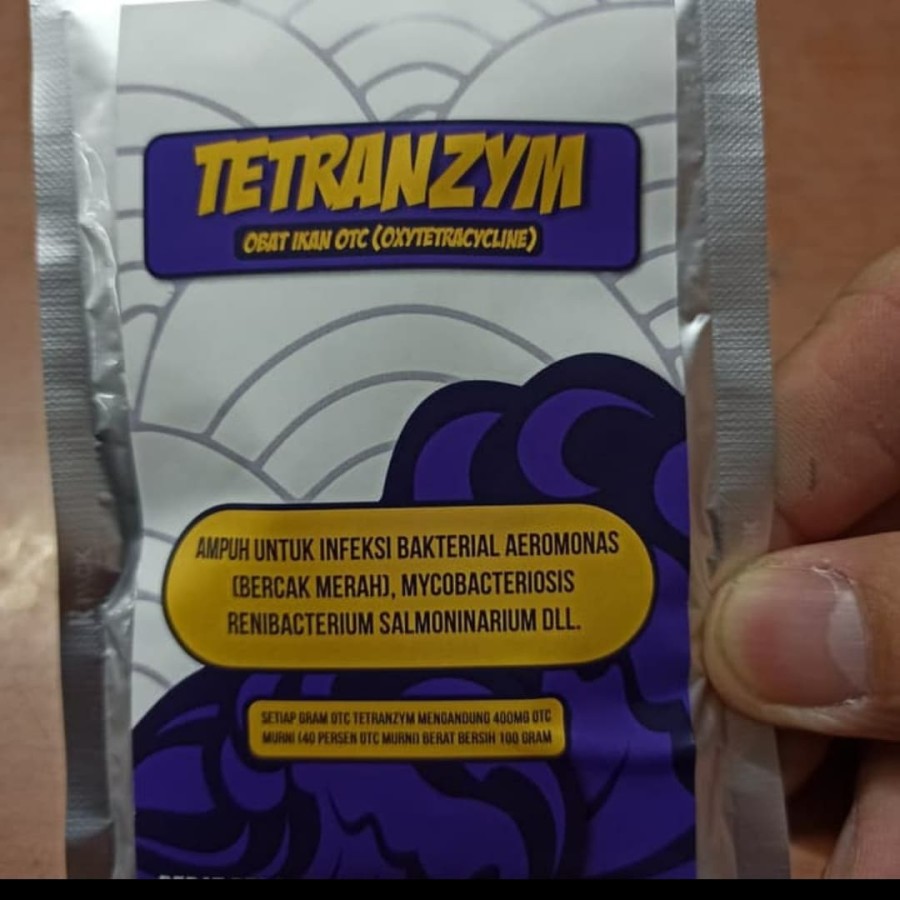 TETRANZYM
OBAT IKAN OTC (OXYTETRACYCLINE)
AMPUH UNTUK INFEKSI BAKTERIAL AEROMONAS
(BERCAK MERAH), MYCOBACTERIOSIS
RENIBACTERIUM SALMONINARIUM DLL.
SETIAP GRAM OTC TETRANZYM MENGANDUNG 400MG OTC
MURNI (40 PERSEN OTC MURNI) BERAT BERSIH 100 GRAM